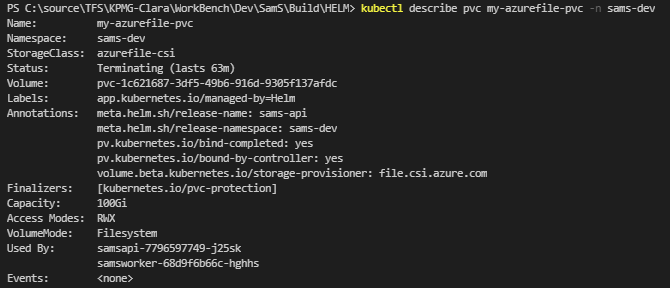 PS C:\source\TFS\KPMG-Clara\WorkBench\Dev\SamS\Build\HELM> kubectl describe pvc my-azurefile-pvc -n sams-dev
Name:          my-azurefile-pvc
Namespace:     sams-dev
StorageClass:  azurefile-csi
Status:        Terminating (lasts 63m)
Volume:        pvc-1c621687-3df5-49b6-916d-9305f137afdc
Labels:        app.kubernetes.io/managed-by=Helm
Annotations:   meta.helm.sh/release-name: sams-api
               meta.helm.sh/release-namespace: sams-dev
               pv.kubernetes.io/bind-completed: yes
               pv.kubernetes.io/bound-by-controller: yes
               volume.beta.kubernetes.io/storage-provisioner: file.csi.azure.com
Finalizers:    [kubernetes.io/pvc-protection]
Capacity:      100Gi
Access Modes:  RWX
VolumeMode:    Filesystem
Used By:       samsapi-7796597749-j25sk
               samsworker-68d9f6b66c-hghhs
Events:        <none>